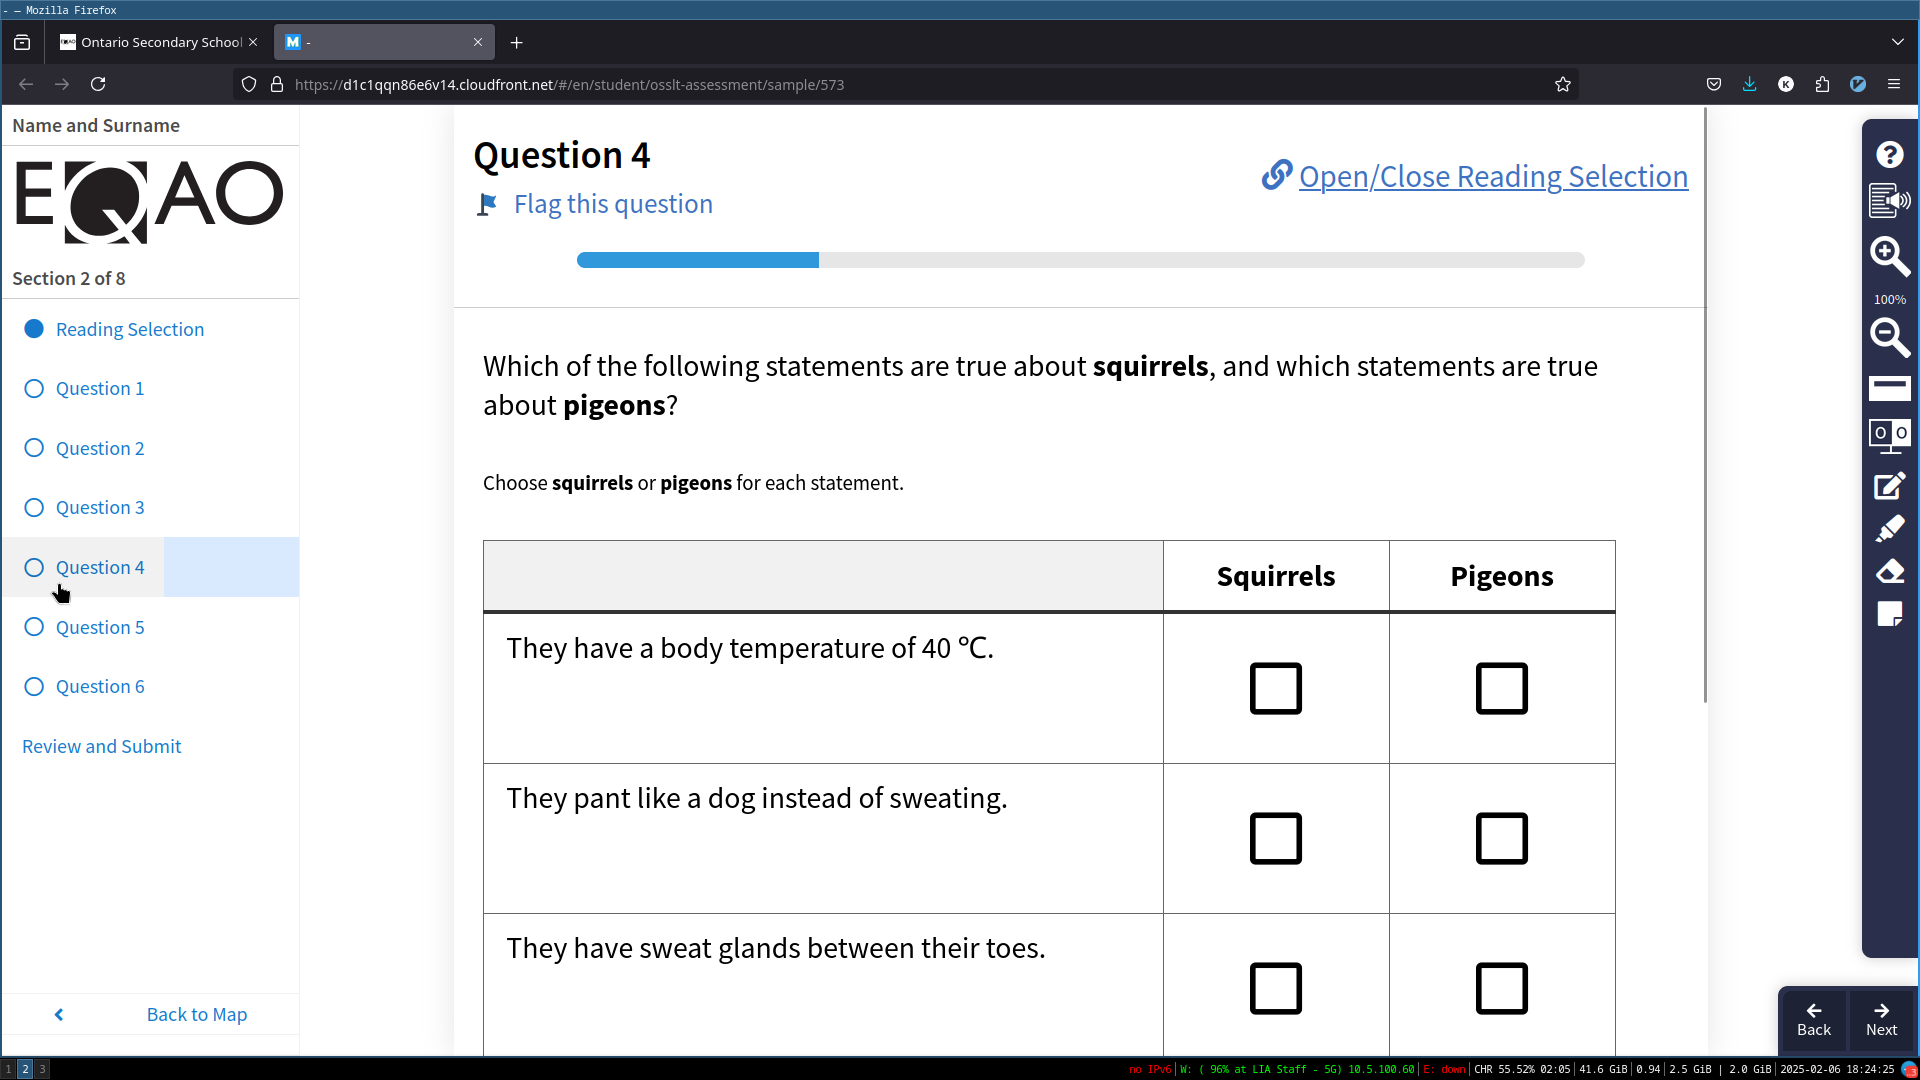 - — Mozilla Firefox
Ontario Secondary School
M -
https://d1c1qqn86e6v14.cloudfront.net/#/en/student/osslt-assessment/sample/573
K
Name and Surname
EQAO
Section 2 of 8
Reading Selection
Question 1
Question 2
Question 3
Question 4
Question 5
Question 6
Review and Submit
Back to Map
Question 4
Flag this question
Open/Close Reading Selection
Which of the following statements are true about squirrels, and which statements are true
about pigeons?
Choose squirrels or pigeons for each statement.
Squirrels Pigeons
They have a body temperature of 40 °C.
They pant like a dog instead of sweating.
They have sweat glands between their toes.
?
100%
Back Next
1 2 3
no IPv6 | W: ( 96% at LIA Staff - 5G) 10.5.100.60 | E: down | CHR 55.52% 02:05 | 41.6 GiB | 0.94 | 2.5 GiB | 2.0 GiB | 2025-02-06 18:24:25